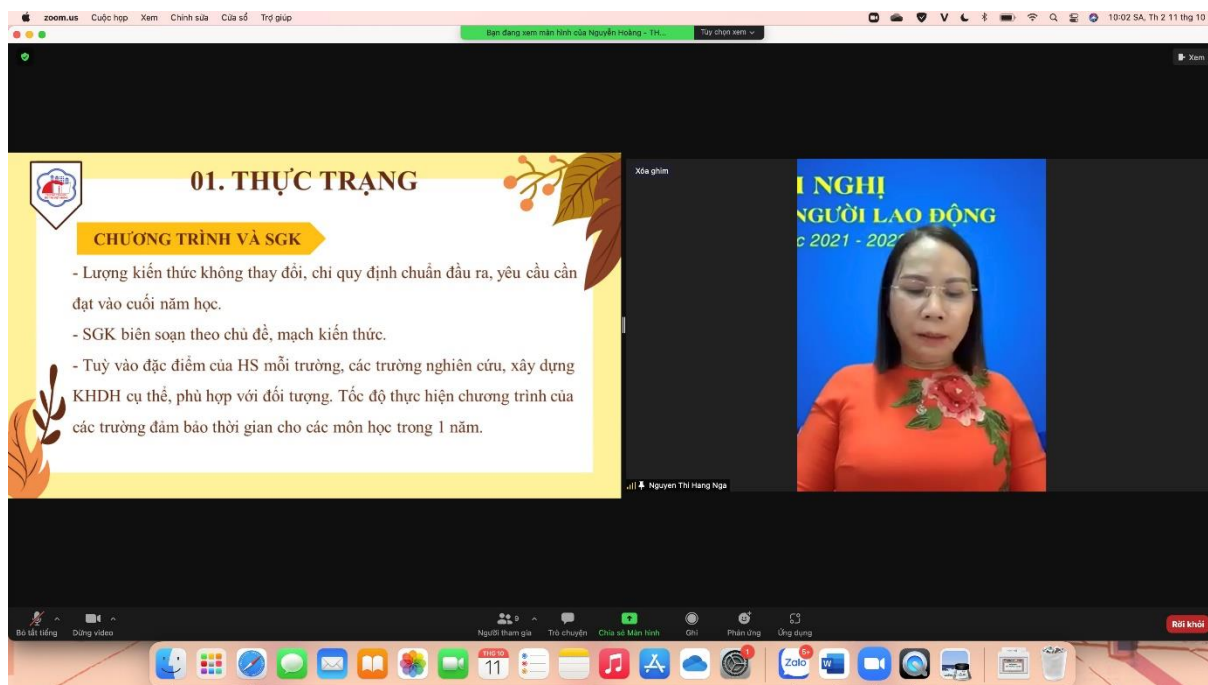 zoom.us Cuộc họp Xem Chỉnh sửa Cửa sổ Trợ giúp
10:02 SA, Th 2 11 thg 10
Bạn đang xem màn hình của Nguyễn Hoàng - TH...
Tùy chọn xem
Xem
01. THỰC TRẠNG
CHƯƠNG TRÌNH VÀ SGK
- Lượng kiến thức không thay đổi, chỉ quy định chuẩn đầu ra, yêu cầu cần
đạt vào cuối năm học.
- SGK biên soạn theo chủ đề, mạch kiến thức.
- Tuỳ vào đặc điểm của HS mỗi trường, các trường nghiên cứu, xây dựng
KHDH cụ thể, phù hợp với đối tượng. Tốc độ thực hiện chương trình của
các trường đảm bảo thời gian cho các môn học trong 1 năm.
Xóa ghim
I NGHỊ
NGƯỜI LAO ĐỘNG
c 2021 - 202
Nguyen Thi Hang Nga
Bỏ tắt tiếng
Dừng video
Người tham gia
9
Trò chuyện
Chia sẻ Màn hình
Ghi
Phản ứng
Ứng dụng
Rời khỏi
THG 10
11
1
Zalo
5+
W